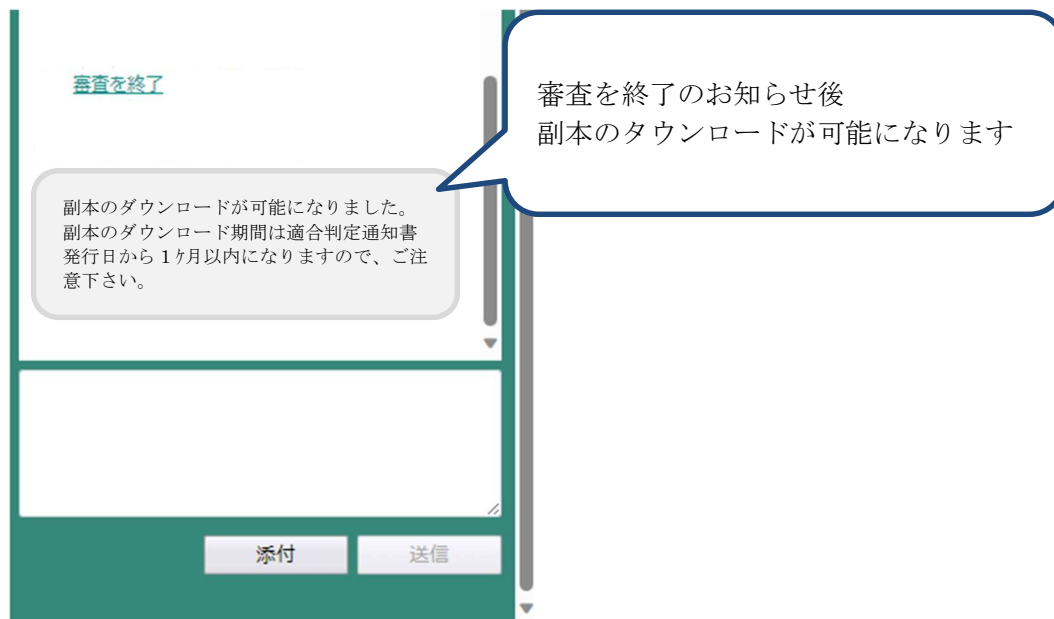 審査を終了
審査を終了のお知らせ後
副本のタウンロードが可能になります
副本のダウンロードが可能になりました。
副本のダウンロード期間は適合判定通知書
発行日から 1ｹ月以内になりますので、ご注
意下さい。
添付
送信